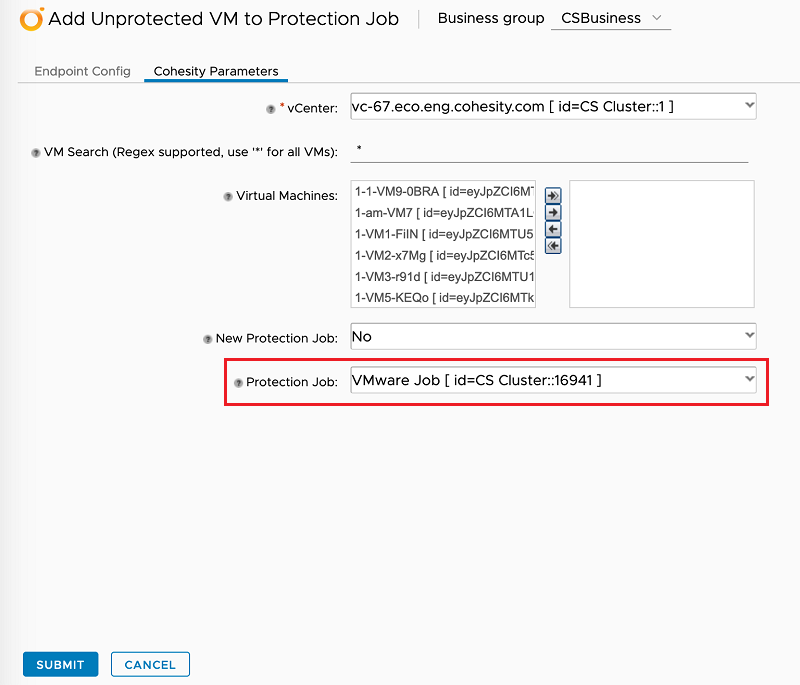 Add Unprotected VM to Protection Job
Business group CSBusiness
Endpoint Config Cohesity Parameters
* vCenter: vc-67.eco.eng.cohesity.com [ id=CS Cluster::1 ]
VM Search (Regex supported, use '*' for all VMs): *
Virtual Machines:
1-1-VM9-0BRA [ id=eyJpZCI6MT
1-am-VM7 [ id=eyJpZCI6MTA1L
1-VM1-FiIN [ id=eyJpZCI6MTU5
1-VM2-x7Mg [ id=eyJpZCI6MTc5
1-VM3-r91d [ id=eyJpZCI6MTU1
1-VM5-KEQo [ id=eyJpZCI6MTk
New Protection Job: No
Protection Job: VMware Job [ id=CS Cluster::16941 ]
SUBMIT CANCEL